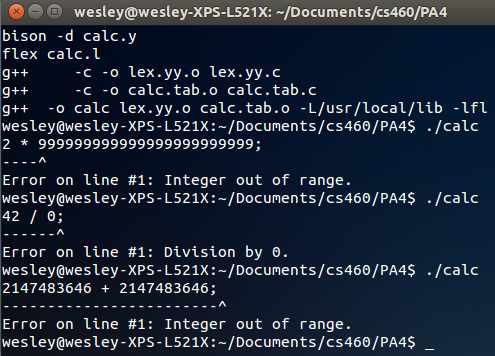 wesley@wesley-XPS-L521X: ~/Documents/cs460/PA4
bison -d calc.y
flex calc.l
g++     -c -o lex.yy.o lex.yy.c
g++     -c -o calc.tab.o calc.tab.c
g++  -o calc lex.yy.o calc.tab.o -L/usr/local/lib -lfl
wesley@wesley-XPS-L521X:~/Documents/cs460/PA4$ ./calc
2 * 999999999999999999999999;
----^
Error on line #1: Integer out of range.
wesley@wesley-XPS-L521X:~/Documents/cs460/PA4$ ./calc
42 / 0;
------^
Error on line #1: Division by 0.
wesley@wesley-XPS-L521X:~/Documents/cs460/PA4$ ./calc
2147483646 + 2147483646;
------------------------^
Error on line #1: Integer out of range.
wesley@wesley-XPS-L521X:~/Documents/cs460/PA4$ _